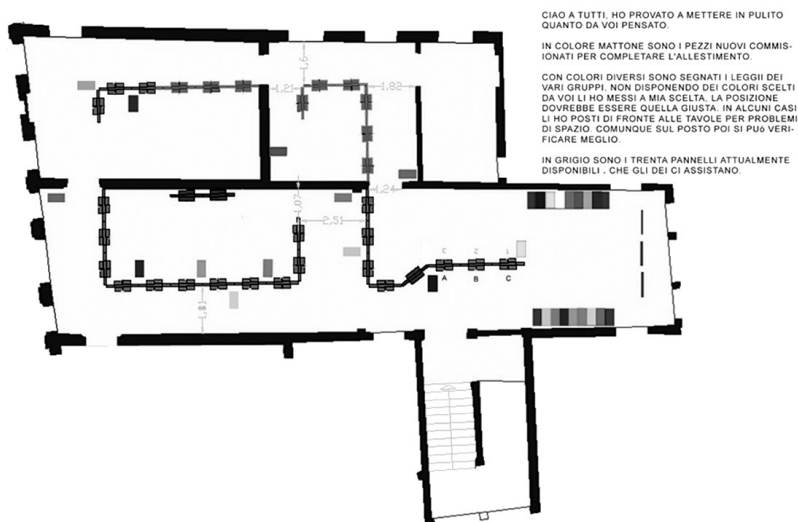 CIAO A TUTTI, HO PROVATO A METTERE IN PULITO
QUANTO DA VOI PENSATO.
IN COLORE MATTONE SONO I PEZZI NUOVI COMMIS-
IONATI PER COMPLETARE L'ALLESTIMENTO.
CON COLORI DIVERSI SONO SEGNATI I LEGGII DEI
VARI GRUPPI, NON DISPONENDO DEI COLORI SCELTI
DA VOI LI HO MESSI A MIA SCELTA, LA POSIZIONE
DOVREBBE ESSERE QUELLA GIUSTA. IN ALCUNI CASI
LI HO POSTI DI FRONTE ALLE TAVOLE PER PROBLEMI
DI SPAZIO. COMUNQUE SUL POSTO POI SI PUò VERI-
FICARE MEGLIO.
IN GRIGIO SONO I TRENTA PANNELLI ATTUALMENTE
DISPONIBILI . CHE GLI DEI CI ASSISTANO.
1,6
1,21
1,82
1,24
1,07
2,51
3 2 1
A B C